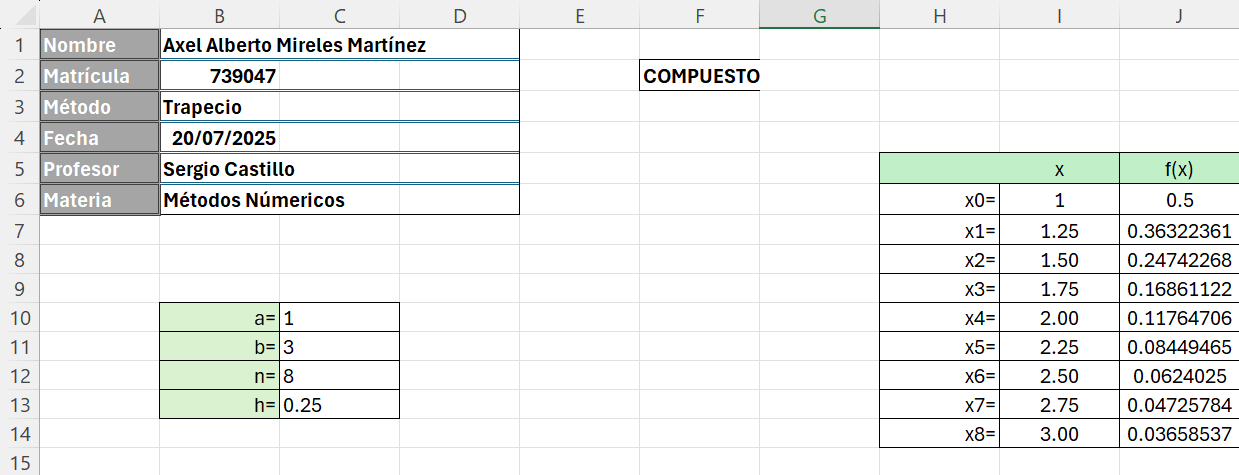 A B C D E F G H I J
1 Nombre Axel Alberto Mireles Martínez
2 Matrícula 739047 COMPUESTO
3 Método Trapecio
4 Fecha 20/07/2025
5 Profesor Sergio Castillo x f(x)
6 Materia Métodos Númericos x0= 1 0.5
7 x1= 1.25 0.36322361
8 x2= 1.50 0.24742268
9 x3= 1.75 0.16861122
10 a= 1 x4= 2.00 0.11764706
11 b= 3 x5= 2.25 0.08449465
12 n= 8 x6= 2.50 0.0624025
13 h= 0.25 x7= 2.75 0.04725784
14 x8= 3.00 0.03658537
15